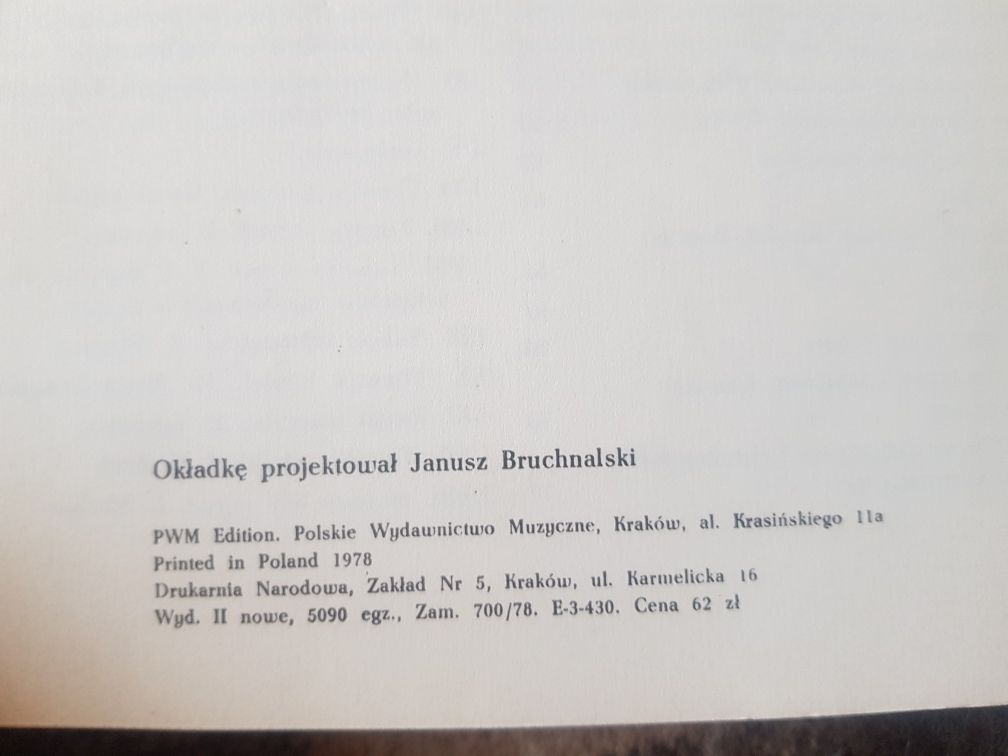 Okładkę projektował Janusz Bruchnalski
PWM Edition. Polskie Wydawnictwo Muzyczne, Kraków, al. Krasińskiego 11a
Printed in Poland 1978
Drukarnia Narodowa, Zakład Nr 5, Kraków, ul. Karmelicka 16
Wyd. II nowe, 5090 egz., Zam. 700/78. E-3-430. Cena 62 zł